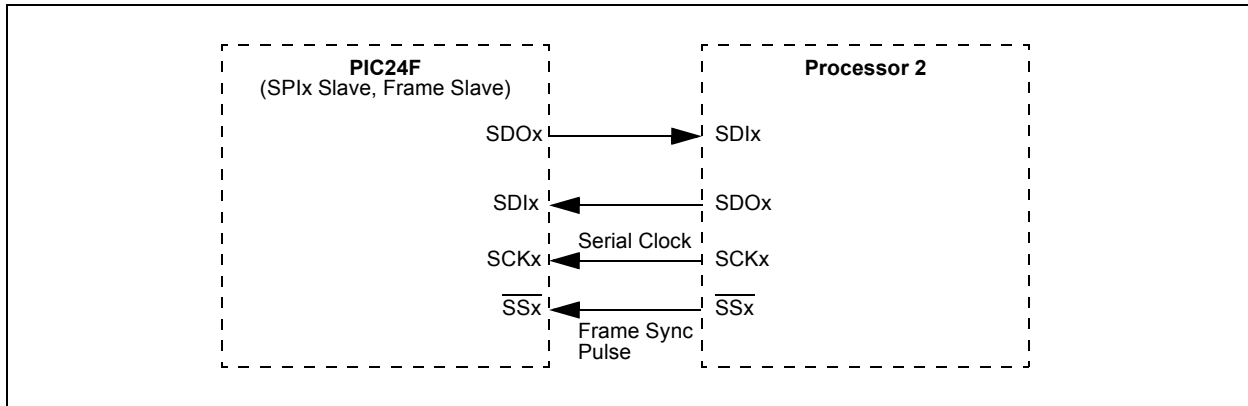 PIC24F
(SPIx Slave, Frame Slave)
Processor 2
SDOx
SDIx
SDIx
SDOx
Serial Clock
SCKx
SCKx
SSx
SSx
Frame Sync
Pulse